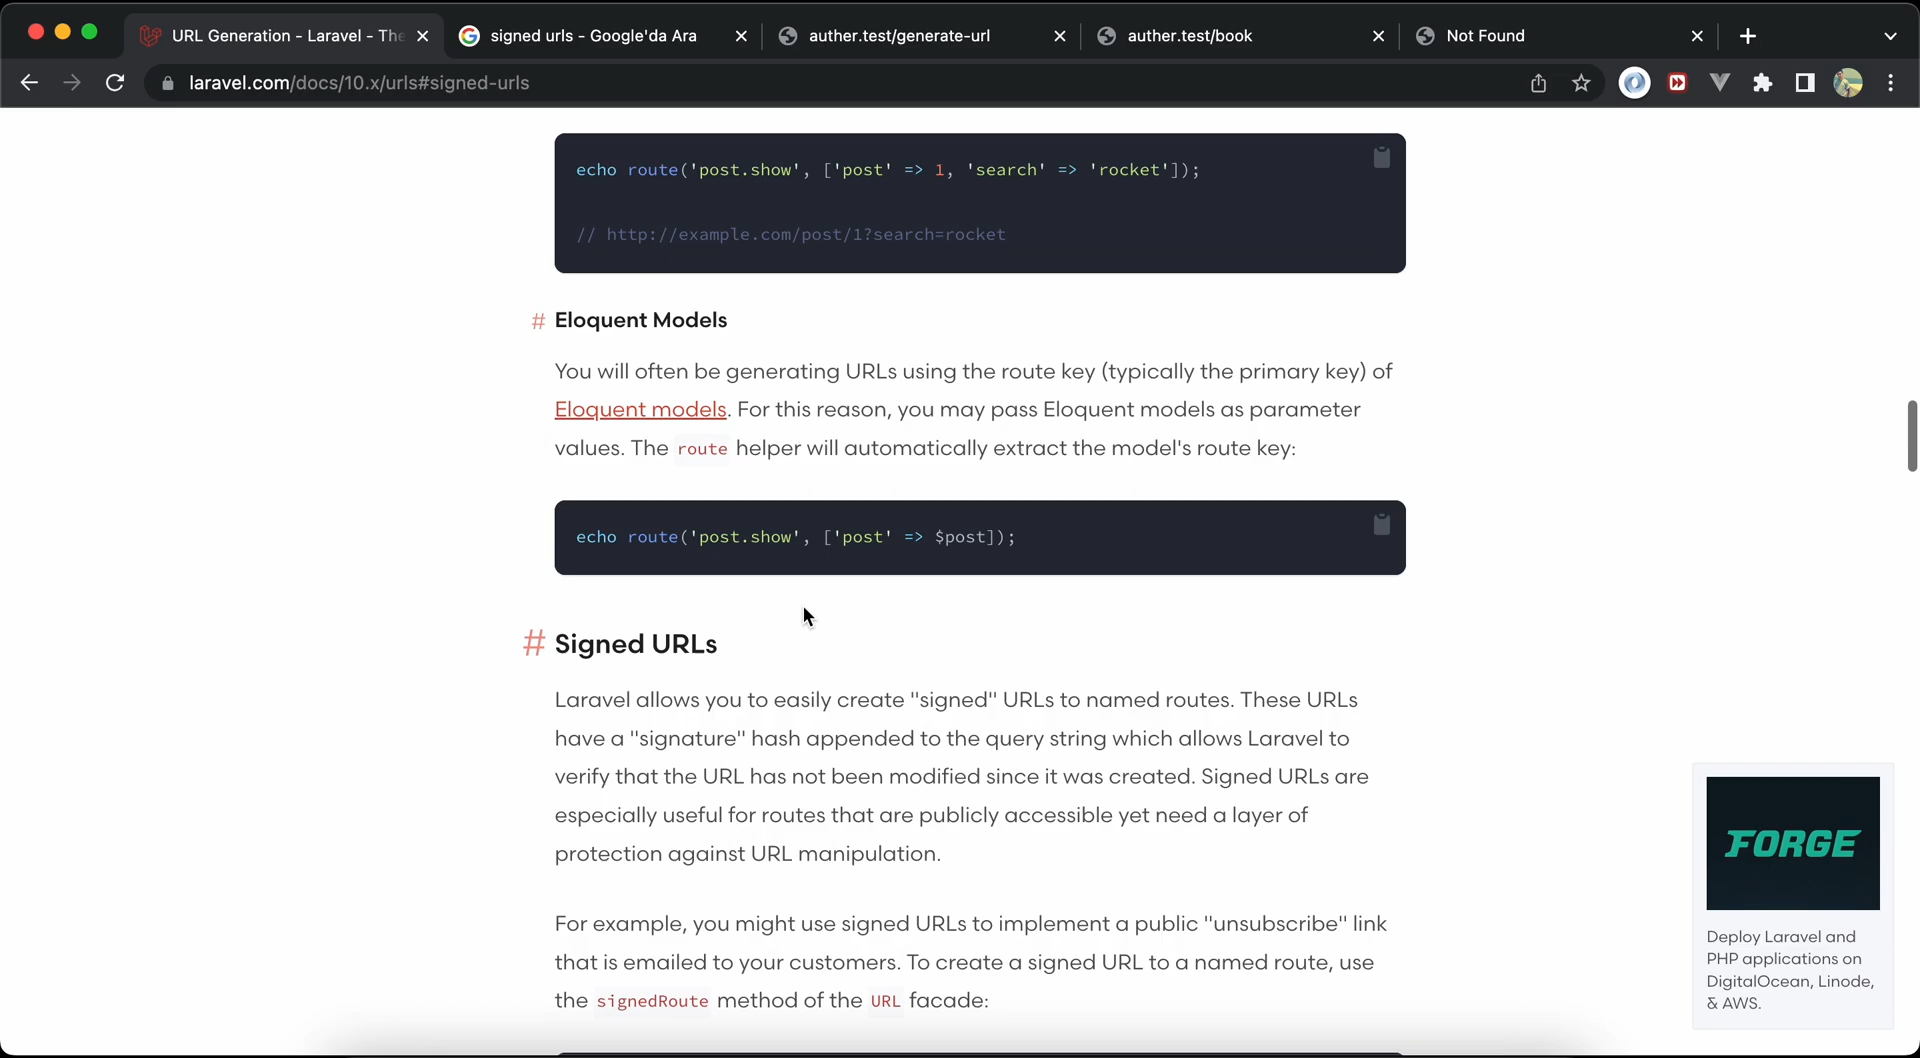 URL Generation - Laravel - The
signed urls - Google'da Ara
auther.test/generate-url
auther.test/book
Not Found
laravel.com/docs/10.x/urls#signed-urls
echo route('post.show', ['post' => 1, 'search' => 'rocket']);
// http://example.com/post/1?search=rocket
# Eloquent Models
You will often be generating URLs using the route key (typically the primary key) of
Eloquent models. For this reason, you may pass Eloquent models as parameter
values. The route helper will automatically extract the model's route key:
echo route('post.show', ['post' => $post]);
# Signed URLs
Laravel allows you to easily create "signed" URLs to named routes. These URLs
have a "signature" hash appended to the query string which allows Laravel to
verify that the URL has not been modified since it was created. Signed URLs are
especially useful for routes that are publicly accessible yet need a layer of
protection against URL manipulation.
For example, you might use signed URLs to implement a public "unsubscribe" link
that is emailed to your customers. To create a signed URL to a named route, use
the signedRoute method of the URL facade:
FORGE
Deploy Laravel and
PHP applications on
DigitalOcean, Linode,
& AWS.